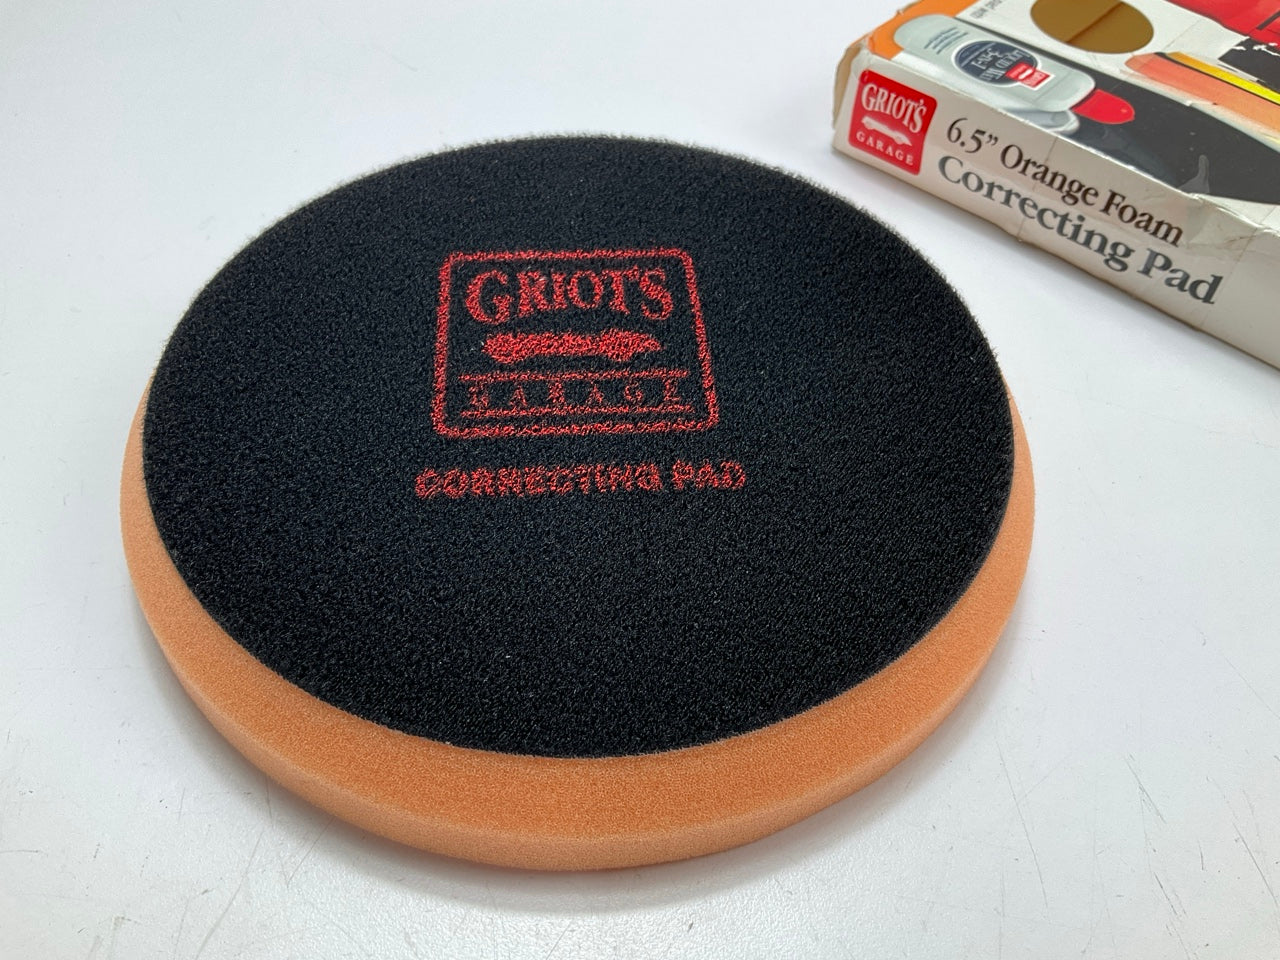 GRIOT'S
GARAGE
CORRECTING PAD
GRIOT'S
GARAGE
6.5" Orange Foam
Correcting Pad